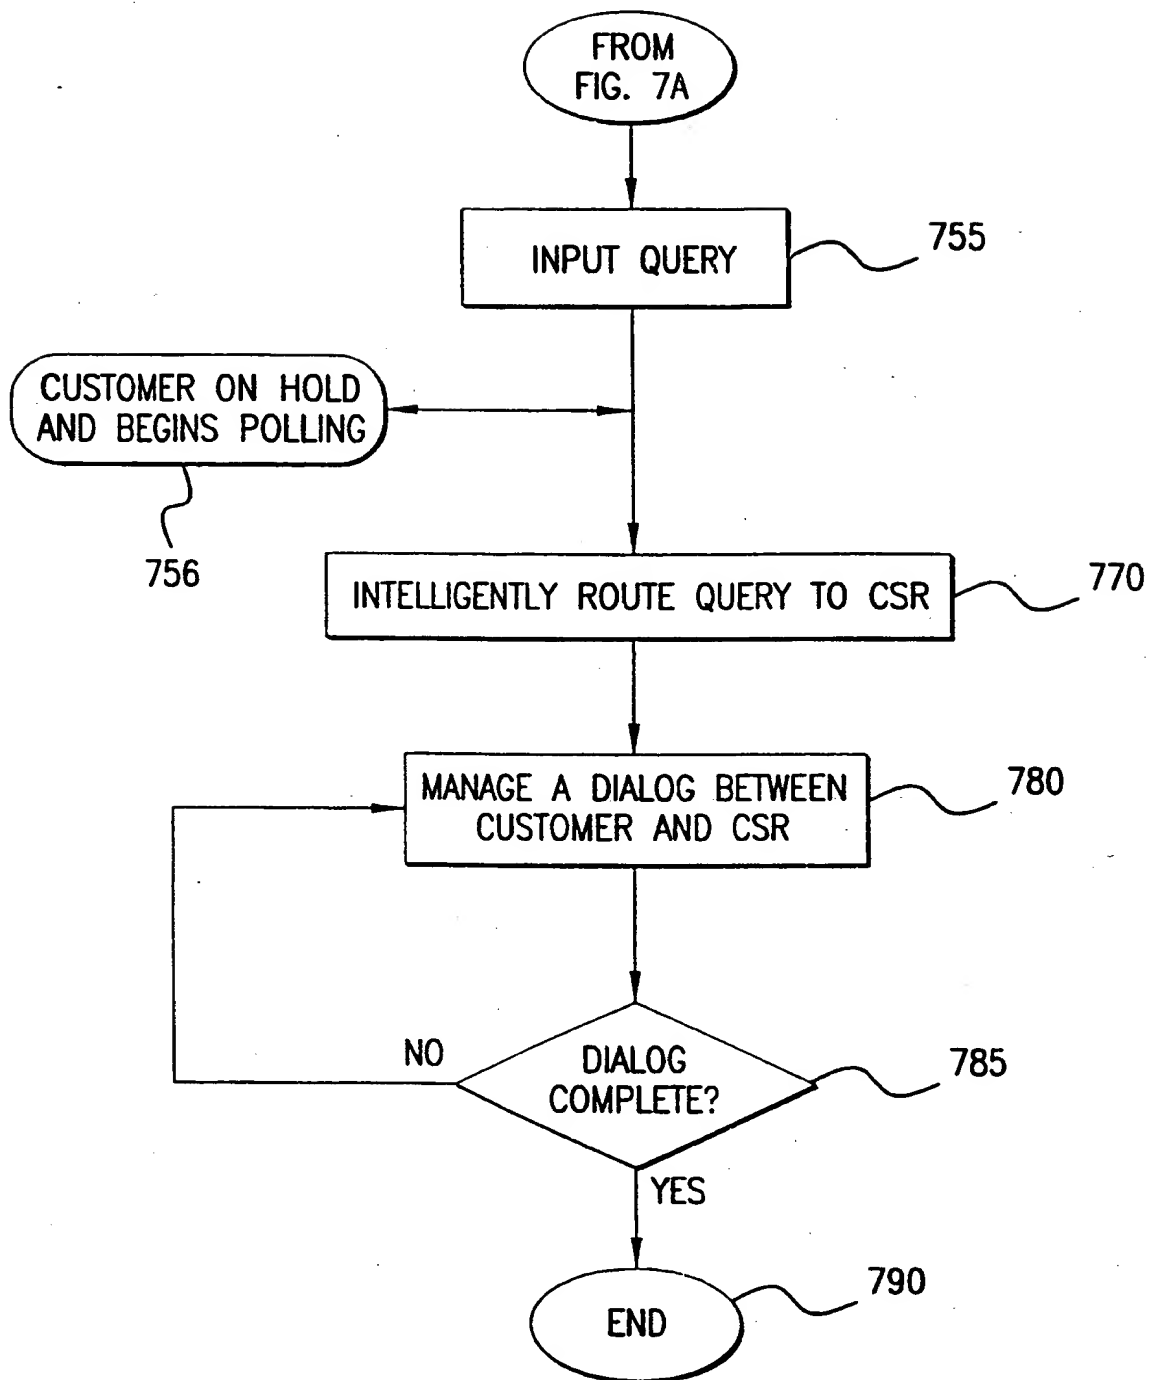 FROM
FIG. 7A
INPUT QUERY
755
CUSTOMER ON HOLD
AND BEGINS POLLING
756
INTELLIGENTLY ROUTE QUERY TO CSR
770
MANAGE A DIALOG BETWEEN
CUSTOMER AND CSR
780
NO
DIALOG
COMPLETE?
785
YES
END
790